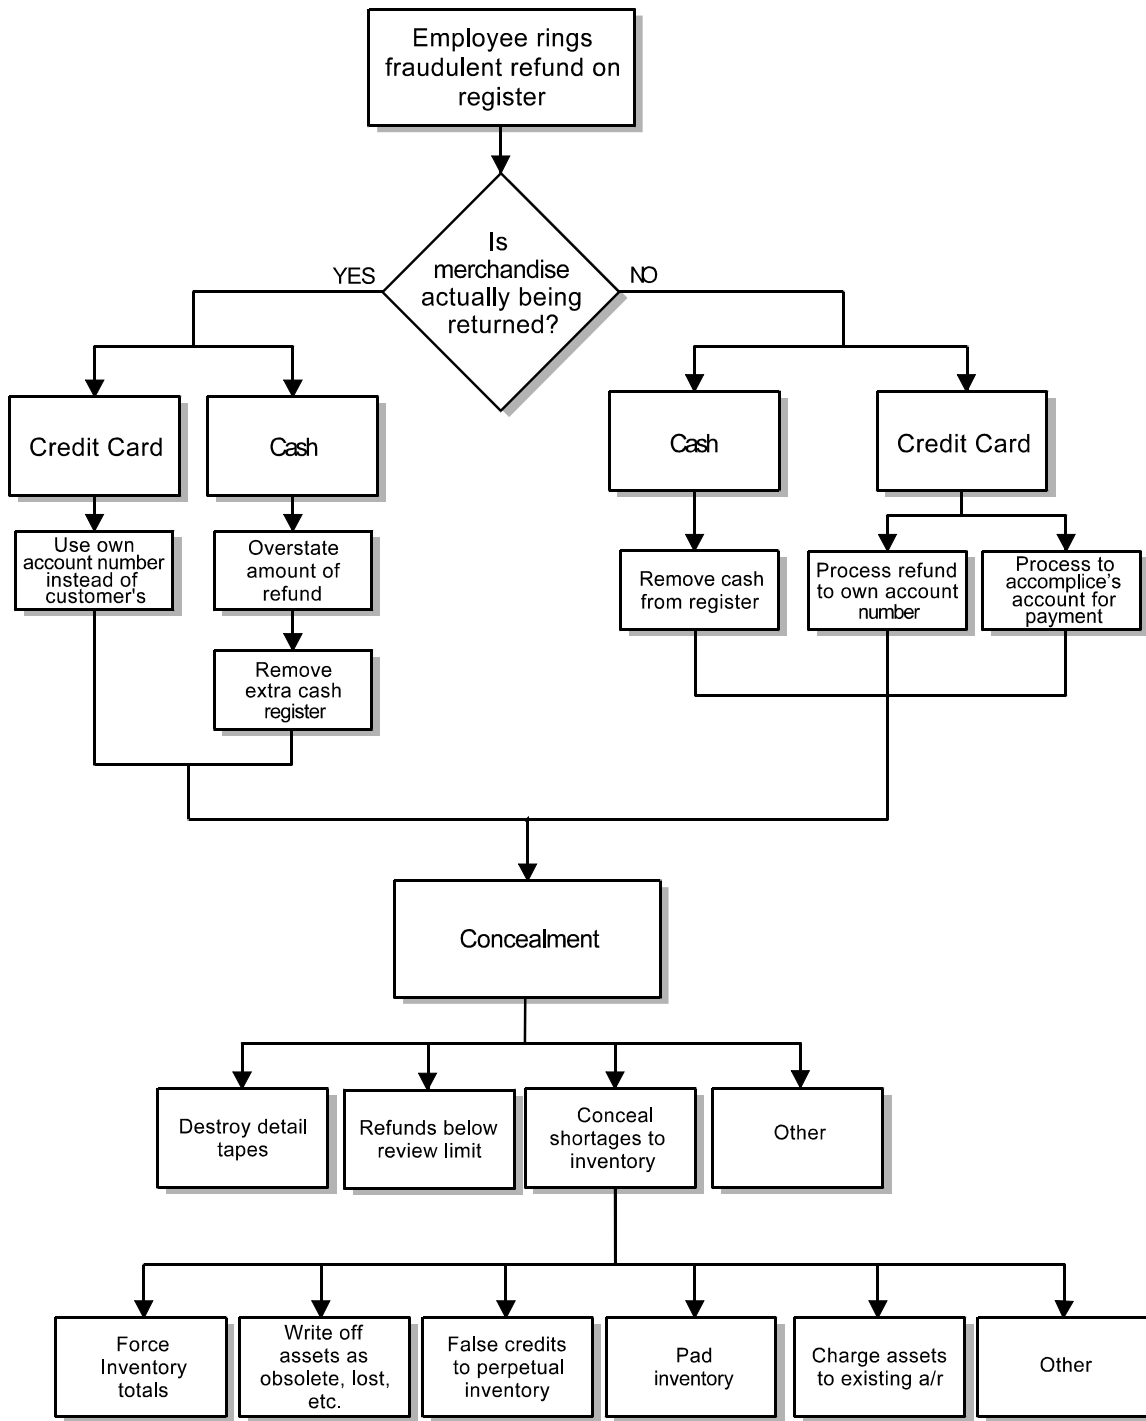 Employee rings
fraudulent refund on
register
Is
merchandise
actually being
returned?
YES
NO
Credit Card
Cash
Cash
Credit Card
Use own
account number
instead of
customer's
Overstate
amount of
refund
Remove cash
from register
Process refund
to own account
number
Process to
accomplice's
account for
payment
Remove
extra cash
register
Concealment
Destroy detail
tapes
Refunds below
review limit
Conceal
shortages to
inventory
Other
Force
Inventory
totals
Write off
assets as
obsolete, lost,
etc.
False credits
to perpetual
inventory
Pad
inventory
Charge assets
to existing a/r
Other